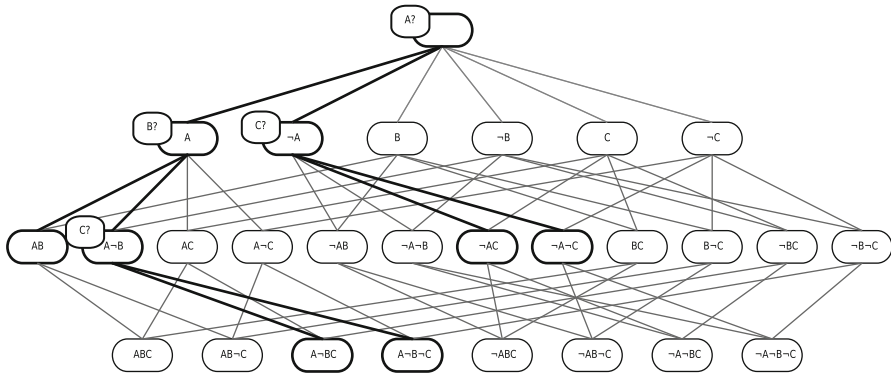 A?
B? A C? ¬A B ¬B C ¬C
AB C? A¬B AC A¬C ¬AB ¬A¬B ¬AC ¬A¬C BC B¬C ¬BC ¬B¬C
ABC AB¬C A¬BC A¬B¬C ¬ABC ¬AB¬C ¬A¬BC ¬A¬B¬C